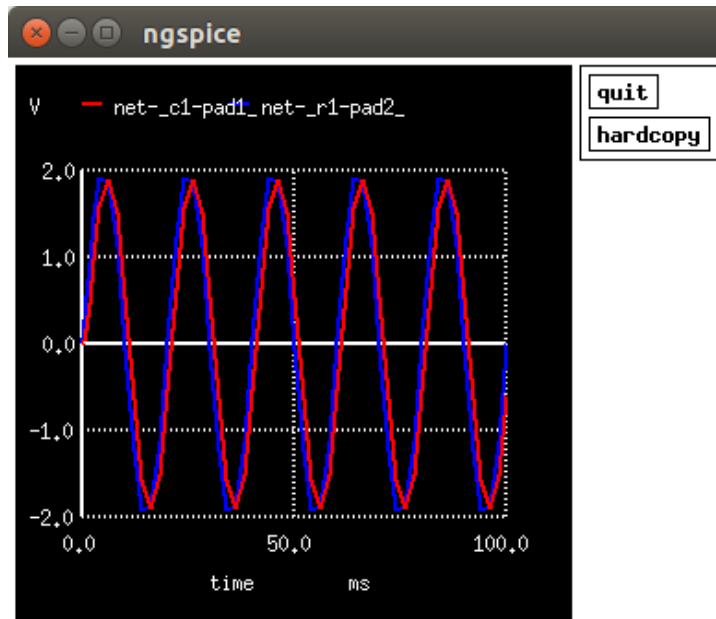 ngspice
quit
hardcopy
V net-_c1-pad1_ net-_r1-pad2_
2.0
1.0
0.0
-1.0
-2.0
0.0 50.0 100.0
time ms